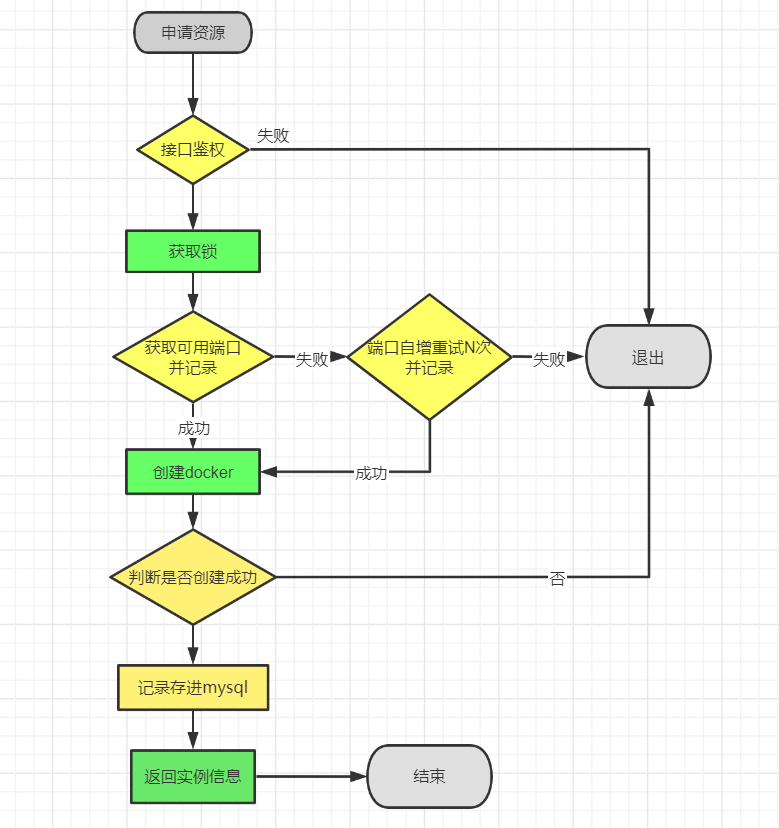 申请资源
失败
接口鉴权
获取锁
获取可用端口
并记录
失败
端口自增重试N次
并记录
失败
退出
成功
创建docker
成功
判断是否创建成功
否
记录存进mysql
返回实例信息
结束